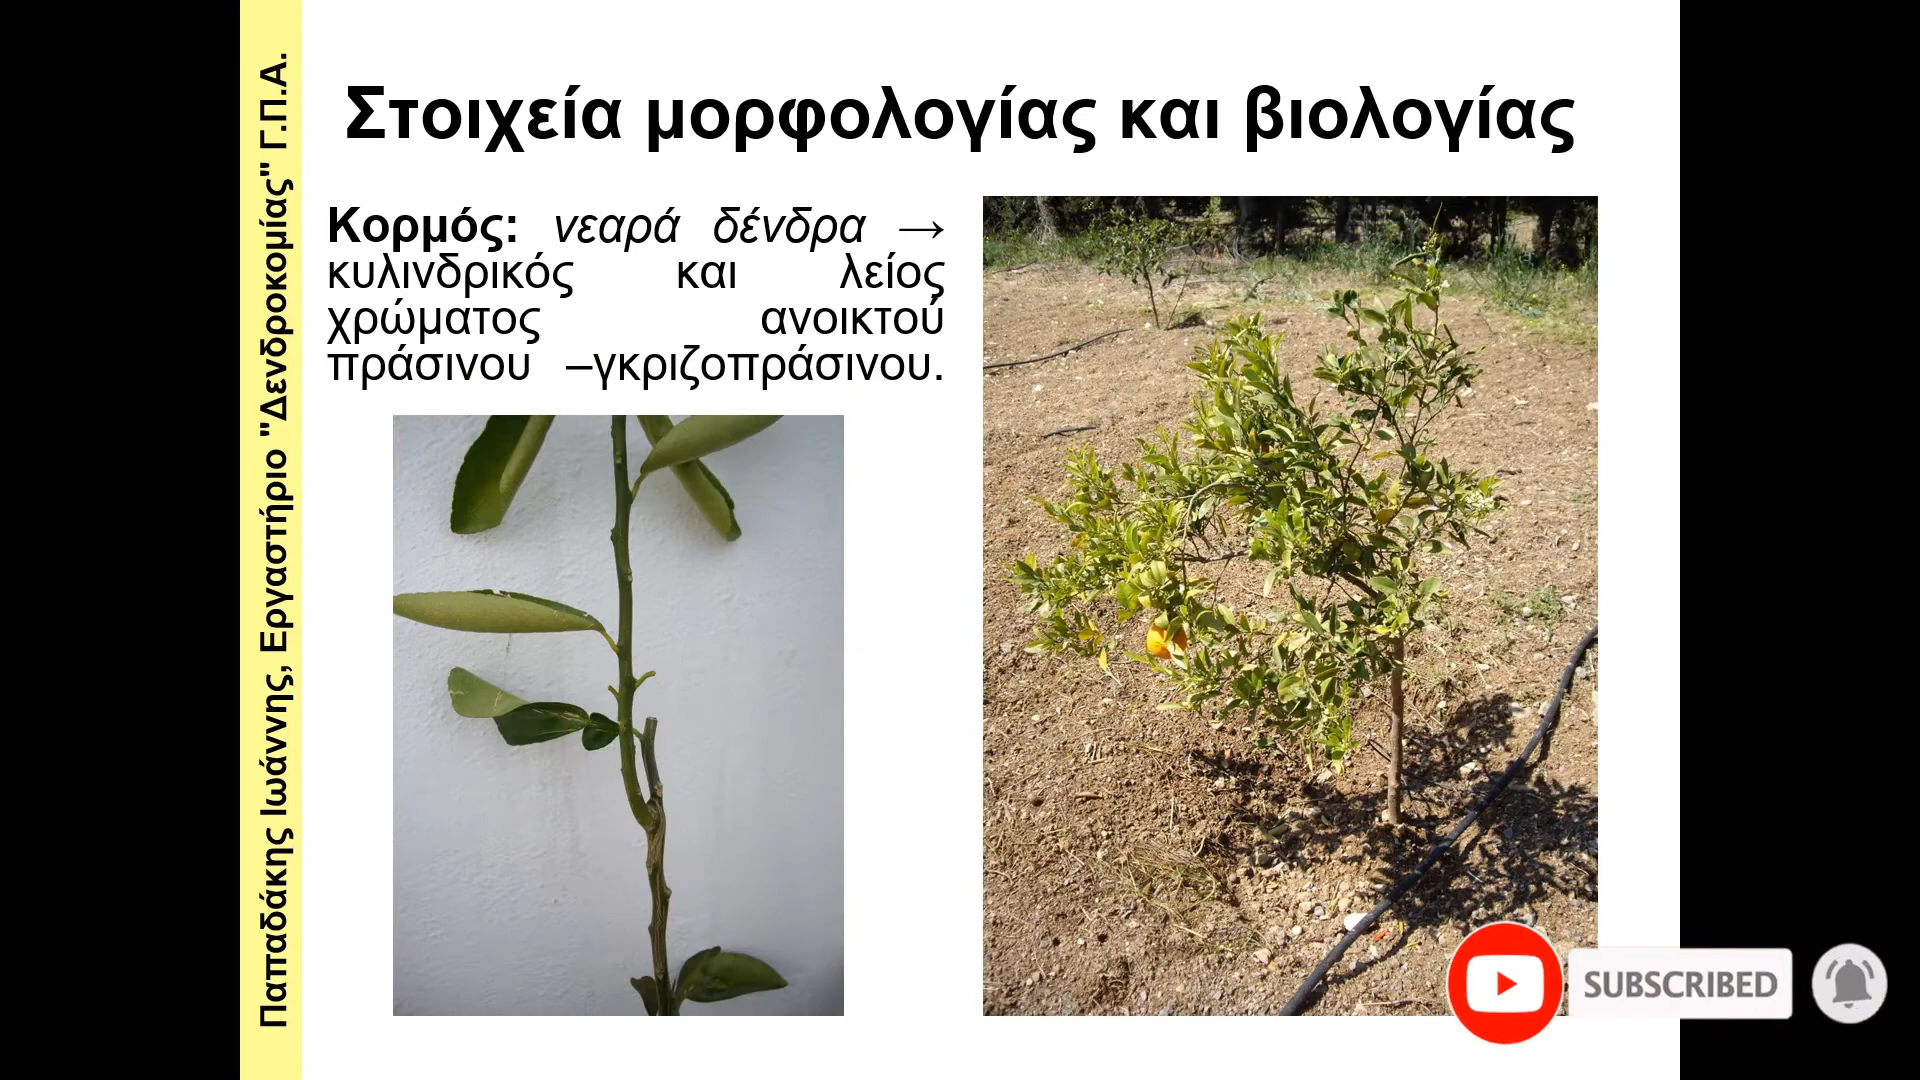 Παπαδάκης Ιωάννης, Εργαστήριο "Δενδροκομίας" Γ.Π.Α.
Στοιχεία μορφολογίας και βιολογίας
Κορμός: νεαρά δένδρα →
κυλινδρικός και λείος
χρώματος ανοικτού
πράσινου –γκριζοπράσινου.
SUBSCRIBED